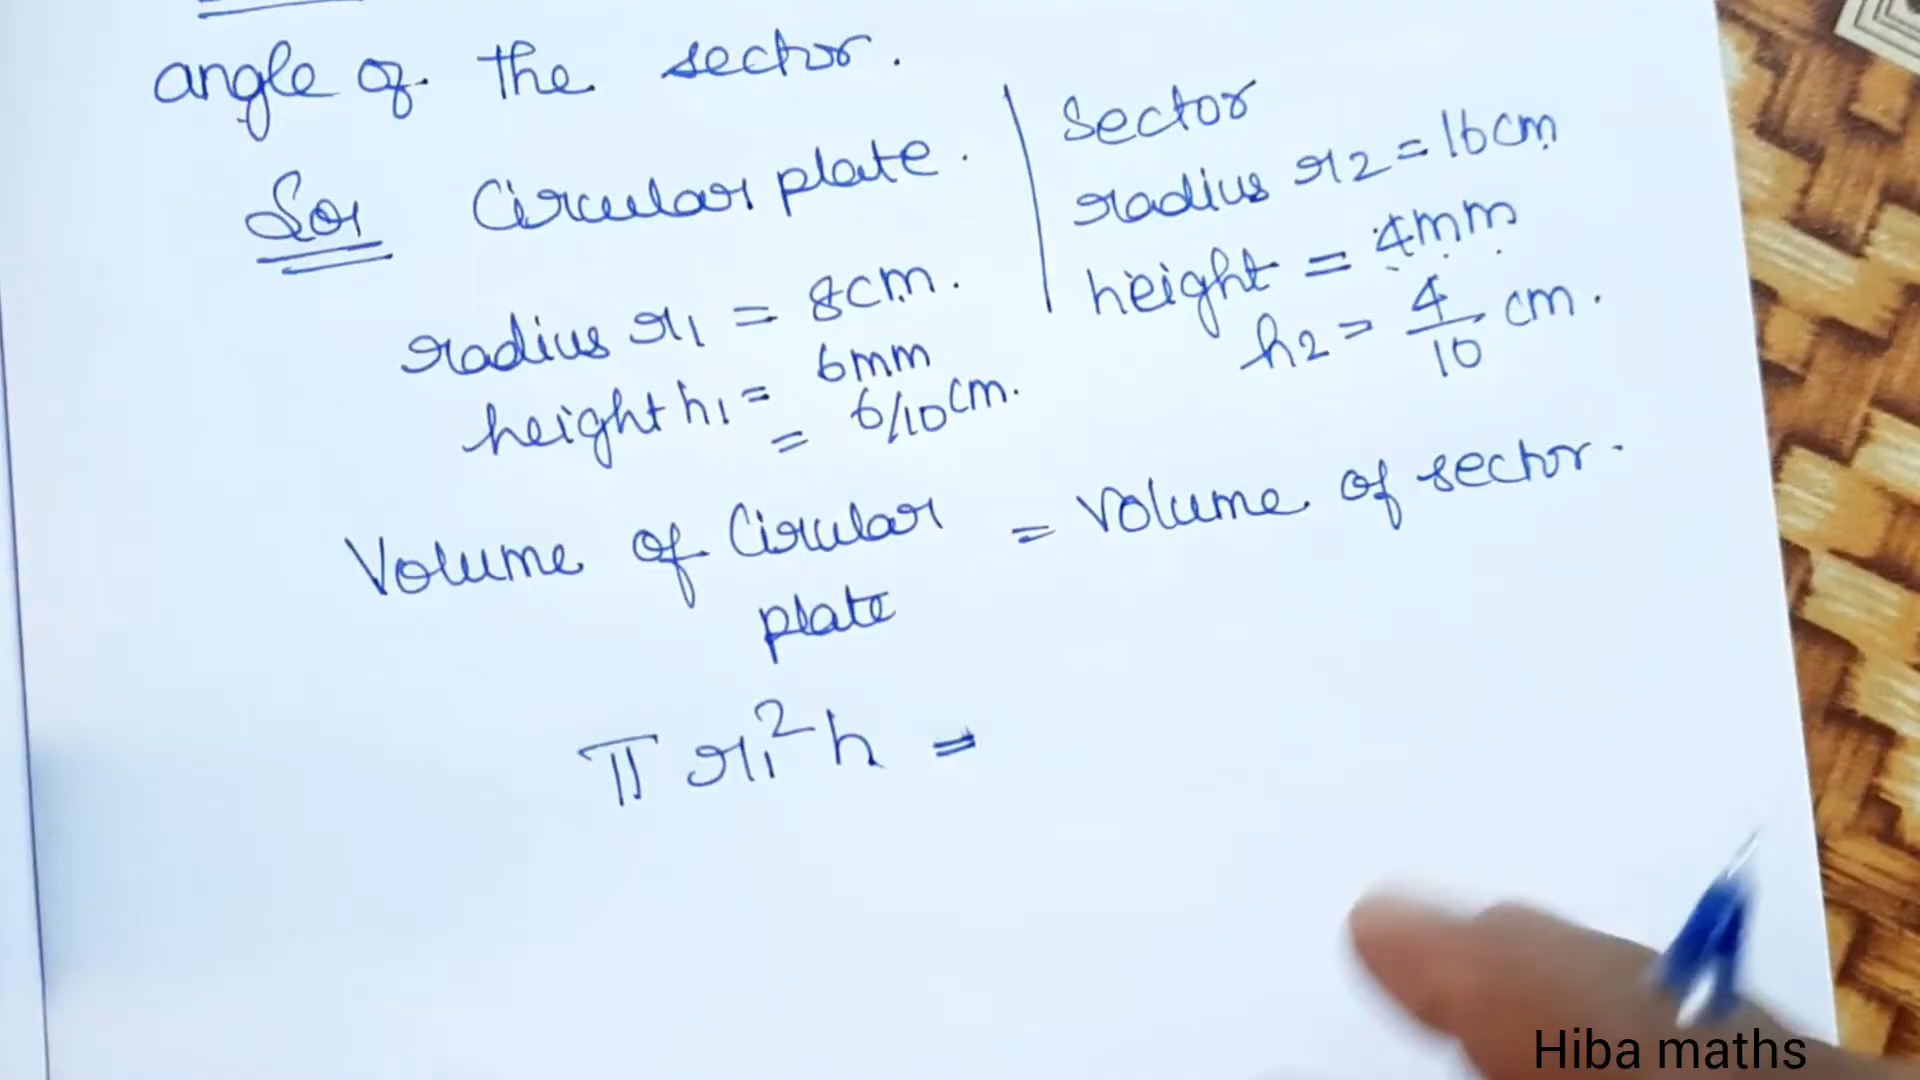 angle of the sector.
Sol Circular plate.
radius r1 = 8cm.
height h1 = 6mm
= 6/10 cm.
Sector
radius r2 = 16cm
height = 4mm
h2 = 4/10 cm.
Volume of Cirular = Volume of sector.
plate
π r1² h =
Hiba maths